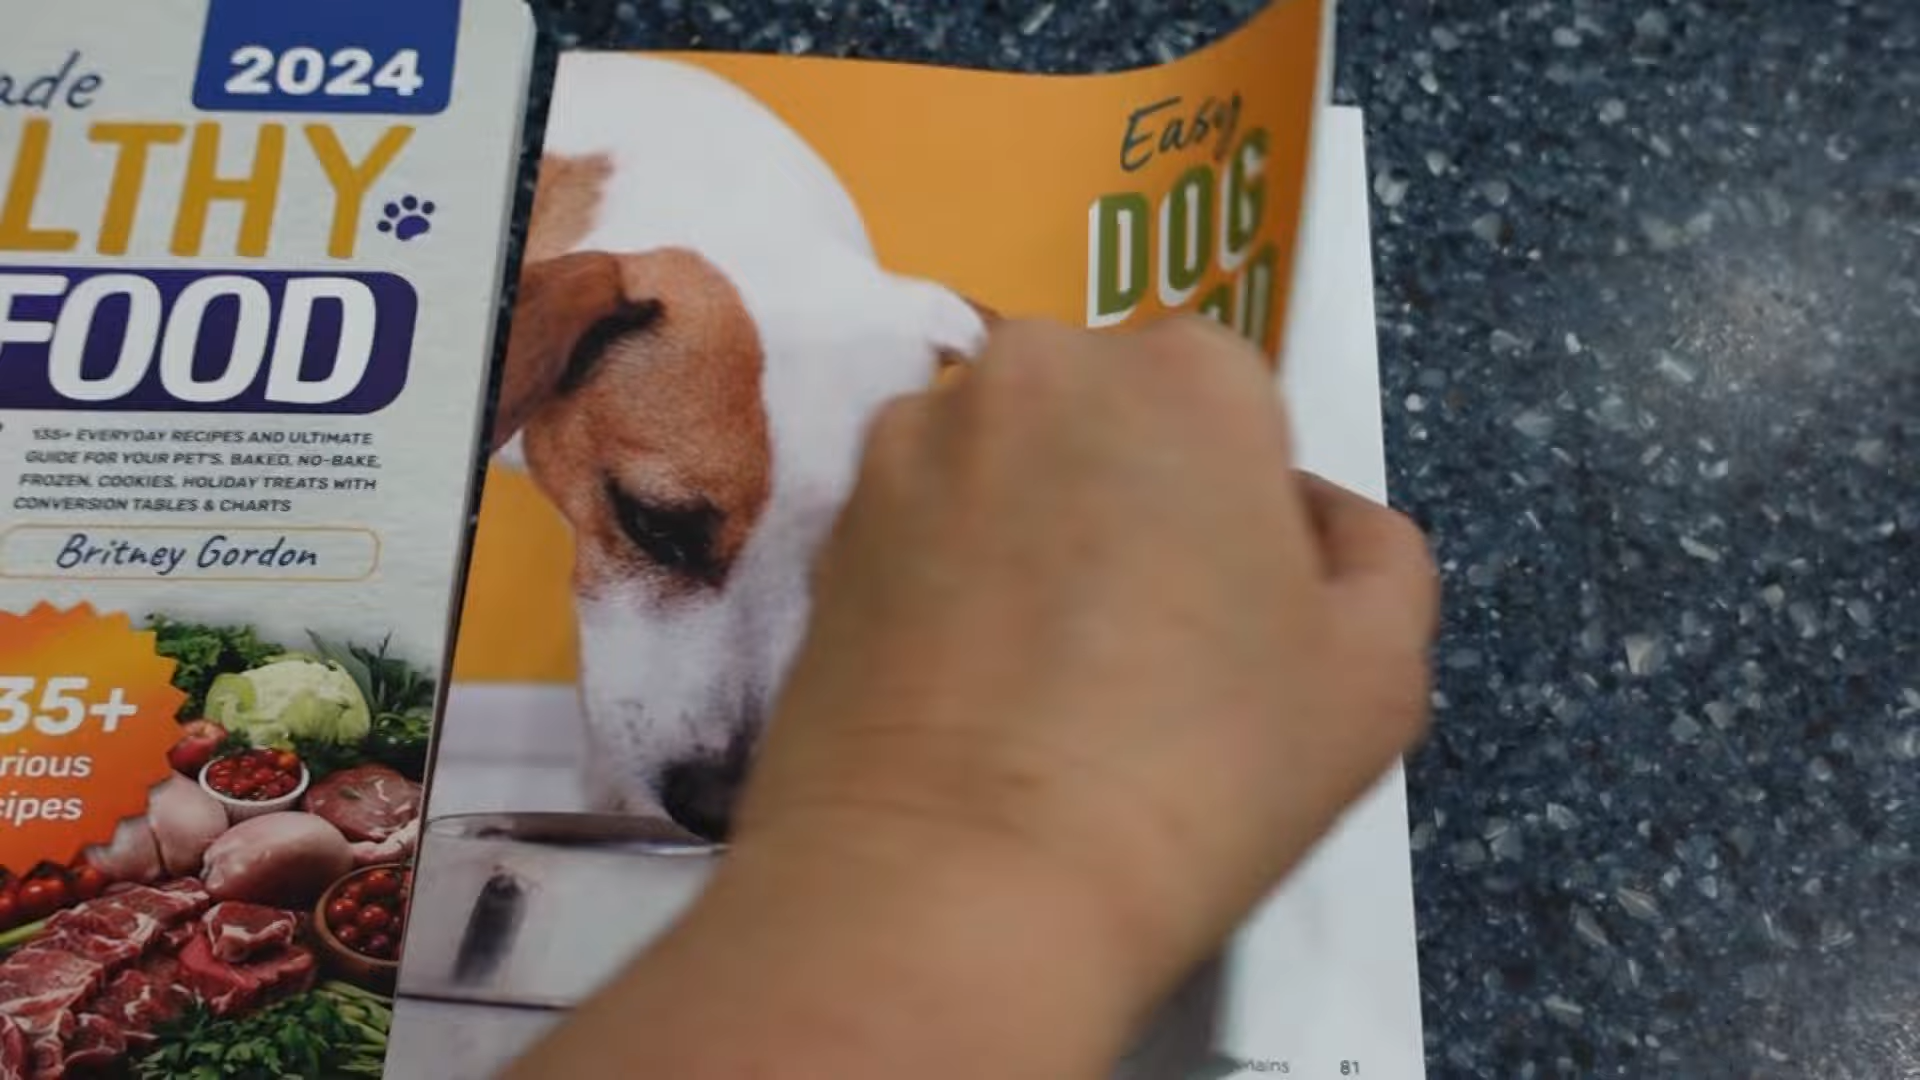 2024
ade
LTHY
FOOD
135+ EVERYDAY RECIPES AND ULTIMATE
GUIDE FOR YOUR PET'S. BAKED, NO-BAKE,
FROZEN, COOKIES, HOLIDAY TREATS WITH
CONVERSION TABLES & CHARTS
Britney Gordon
35+
rious
cipes
Easy
DOG
81